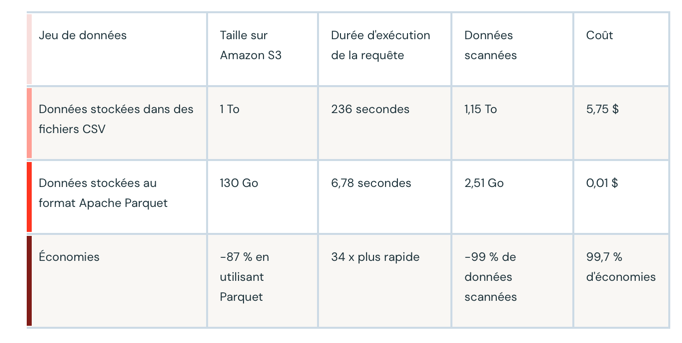 Jeu de données
Taille sur
Amazon S3
Durée d'exécution
de la requête
Données
scannées
Coût
Données stockées dans des
fichiers CSV
1 To
236 secondes
1,15 To
5,75 $
Données stockées au
format Apache Parquet
130 Go
6,78 secondes
2,51 Go
0,01 $
Économies
-87 % en
utilisant
Parquet
34 x plus rapide
-99 % de
données
scannées
99,7 %
d'économies